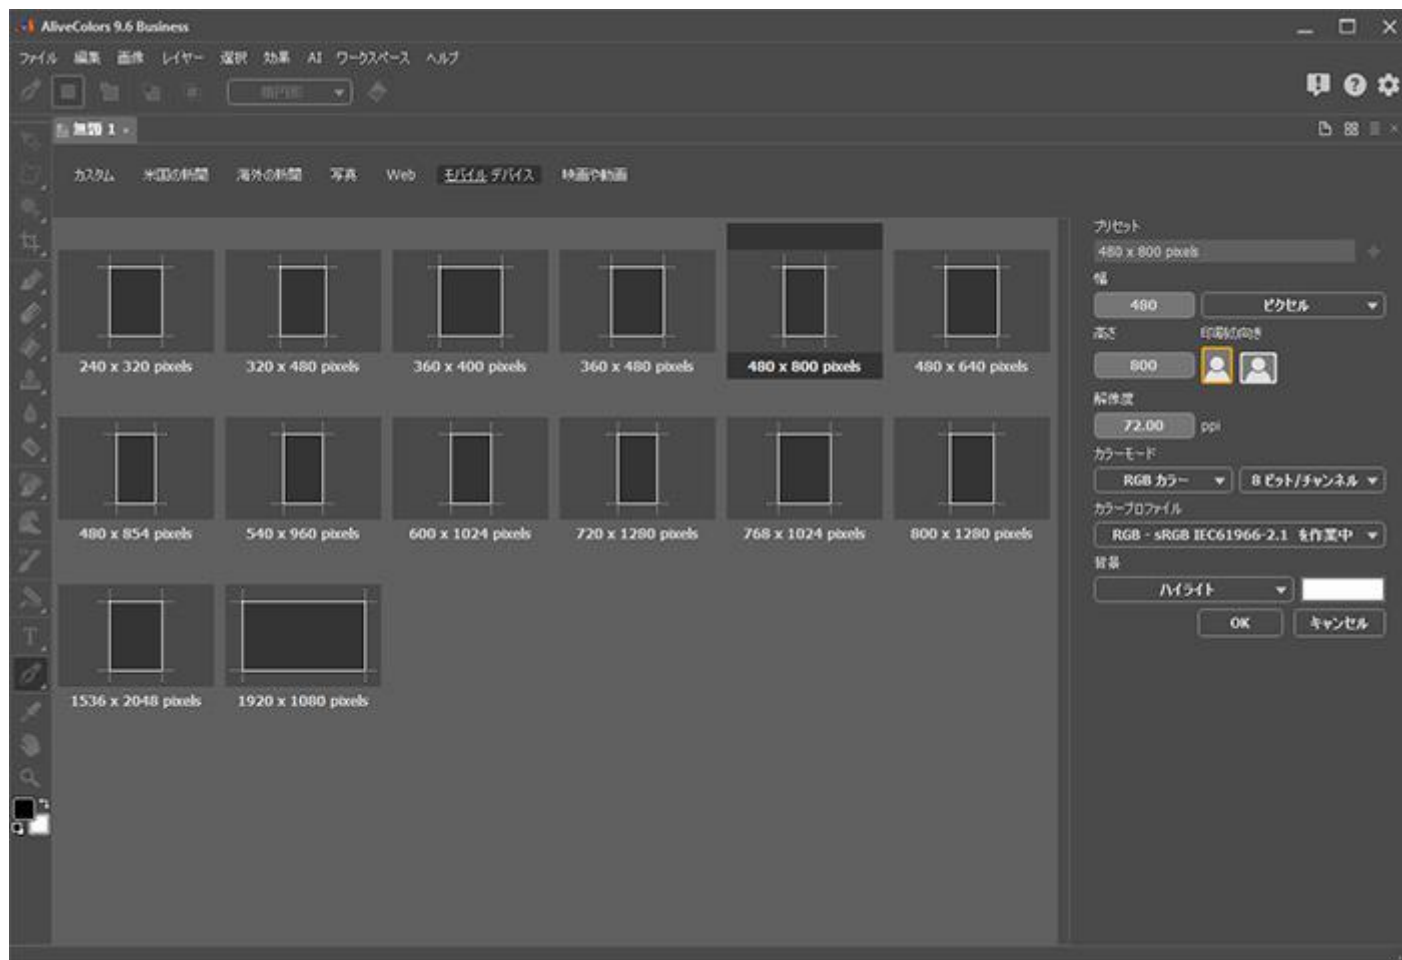 AliveColors 9.6 Business
ファイル 編集 画像 レイヤー 選択 効果 AI ワークスペース ヘルプ
楕円形
無題 1
カスタム 米国の新聞 海外の新聞 写真 Web モバイル デバイス 映画や動画
プリセット
480 x 800 pixels
幅
480 ピクセル
高さ 印刷の向き
800
解像度
72.00 ppi
カラーモード
RGB カラー 8 ビット/チャンネル
カラープロファイル
RGB - sRGB IEC61966-2.1 を作業中
背景
ハイライト
OK キャンセル
240 x 320 pixels 320 x 480 pixels 360 x 400 pixels 360 x 480 pixels 480 x 800 pixels 480 x 640 pixels
480 x 854 pixels 540 x 960 pixels 600 x 1024 pixels 720 x 1280 pixels 768 x 1024 pixels 800 x 1280 pixels
1536 x 2048 pixels 1920 x 1080 pixels